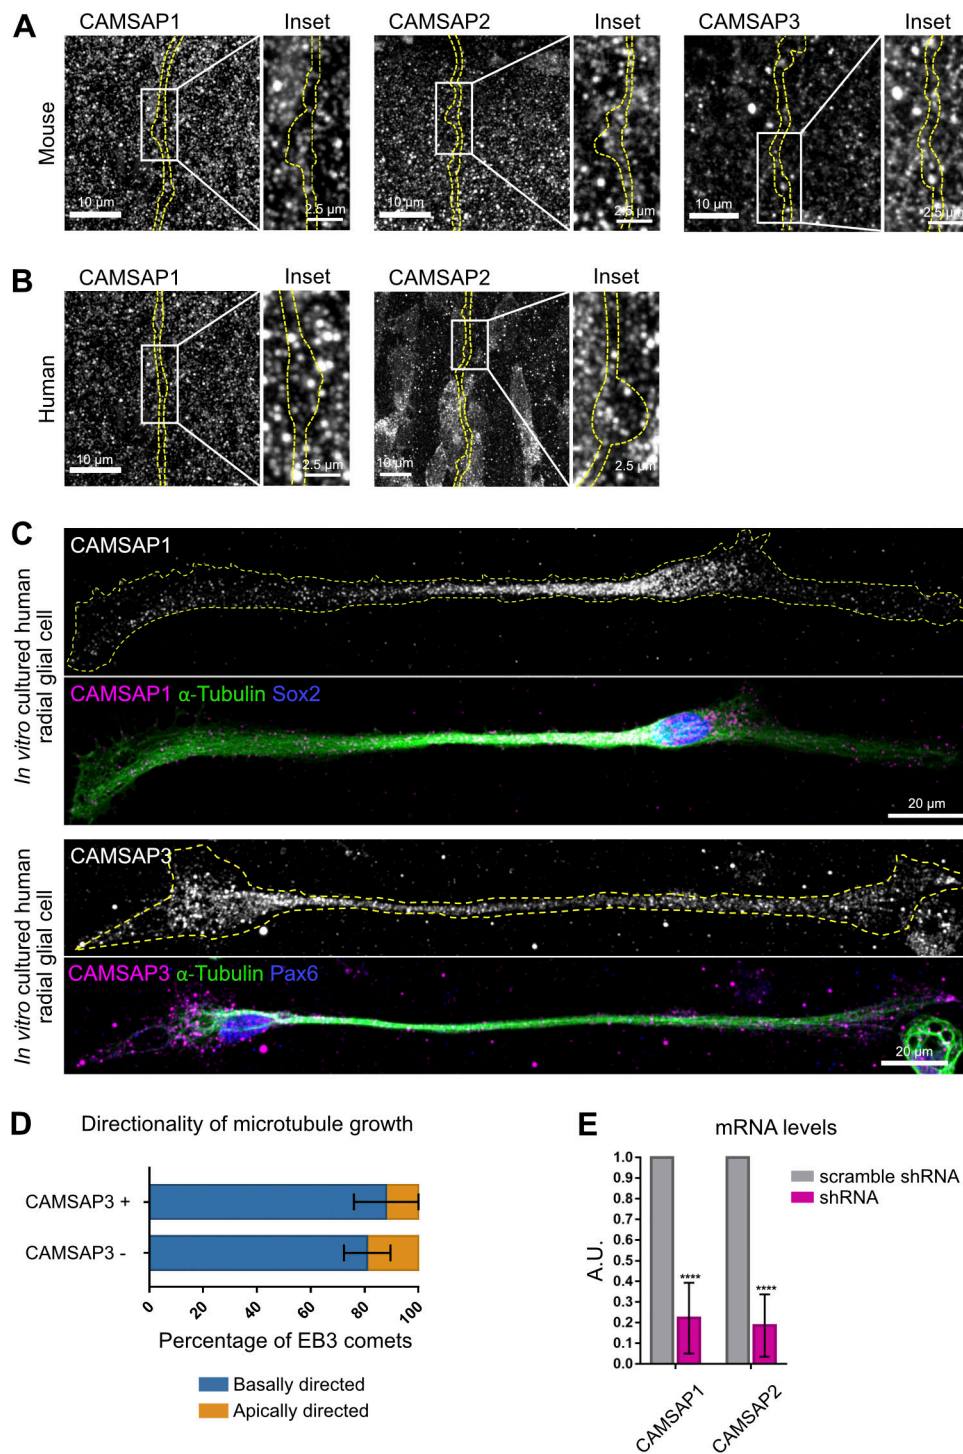 A
CAMSAP1
Inset
CAMSAP2
Inset
CAMSAP3
Inset
Mouse
10 µm
2.5 µm
10 µm
2.5 µm
10 µm
2.5 µm
B
CAMSAP1
Inset
CAMSAP2
Inset
Human
10 µm
2.5 µm
10 µm
2.5 µm
C
In vitro cultured human
radial glial cell
CAMSAP1
CAMSAP1 α-Tubulin Sox2
20 µm
In vitro cultured human
radial glial cell
CAMSAP3
CAMSAP3 α-Tubulin Pax6
20 µm
D
Directionality of microtubule growth
CAMSAP3 +
CAMSAP3 -
0 20 40 60 80 100
Percentage of EB3 comets
Basally directed
Apically directed
E
mRNA levels
A.U.
1.0
0.9
0.8
0.7
0.6
0.5
0.4
0.3
0.2
0.1
0.0
****
****
CAMSAP1
CAMSAP2
scramble shRNA
shRNA